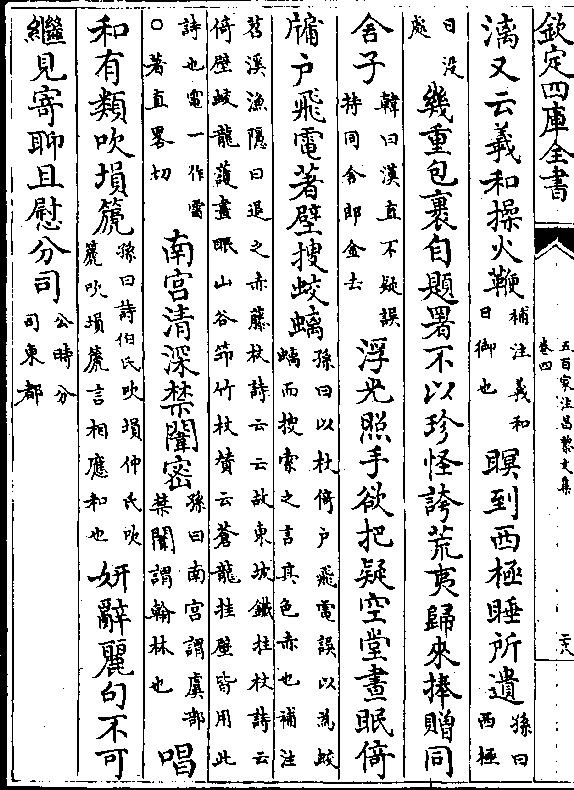 欽定四庫全書
五百家注昌黎文集
卷四
二六
漓又云羲和操火鞭補注羲和日御也暝到西極睡所遺孫曰西極
日没處幾重包裹自題署不以珍怪誇荒夷歸來捧贈同
舍子韓曰漢直不疑誤持同舍郎金去浮光照手欲把疑空堂晝眠倚
牖户飛電著壁搜蛟螭孫曰以杖倚户飛電誤以為蛟螭而搜索之言其色赤也補注
苕溪漁隱曰退之赤藤杖詩云云故東坡鐵拄杖詩云
倚壁蛟龍護晝眠山谷筇竹杖贊云蒼龍挂壁皆用此
詩也電一作雷○著直畧切南宫清深禁闈密孫曰南宫謂虞部禁闈謂翰林也唱
和有類吹塤箎孫曰詩伯氏吹塤仲氏吹箎吹塤箎言相應和也妍辭麗句不可
繼見寄聊且慰分司公時分司東都